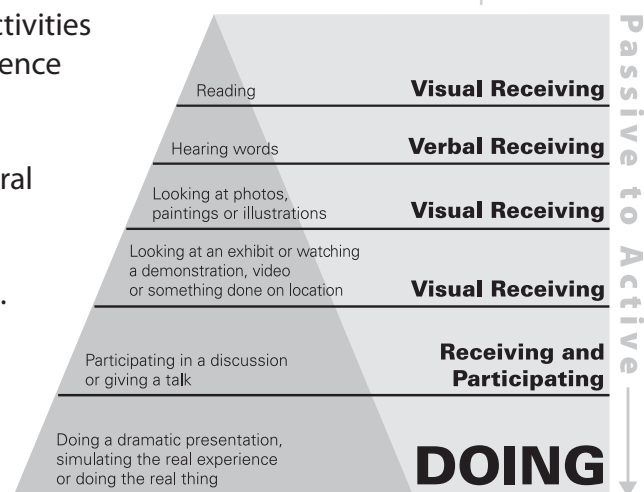 ctivities
ence
ral
.
Reading
Visual Receiving
Hearing words
Verbal Receiving
Looking at photos,
paintings or illustrations
Visual Receiving
Looking at an exhibit or watching
a demonstration, video
or something done on location
Visual Receiving
Participating in a discussion
or giving a talk
Receiving and
Participating
Doing a dramatic presentation,
simulating the real experience
or doing the real thing
DOING
Passive to Active